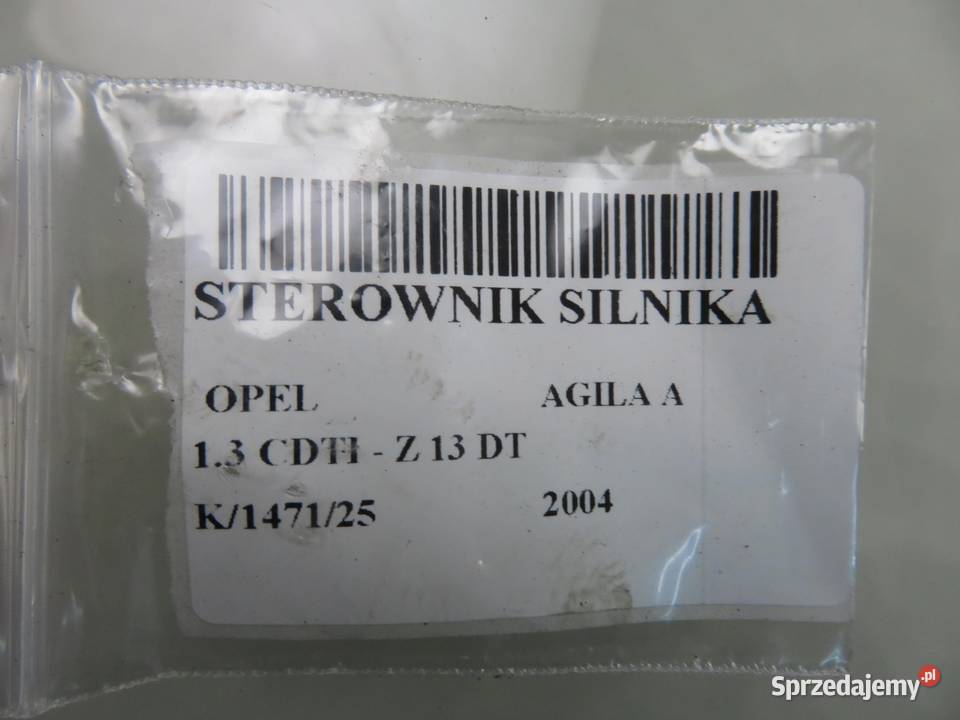 STEROWNIK SILNIKA
OPEL AGILA A
1.3 CDTI - Z 13 DT
K/1471/25 2004
Sprzedajemy.pl